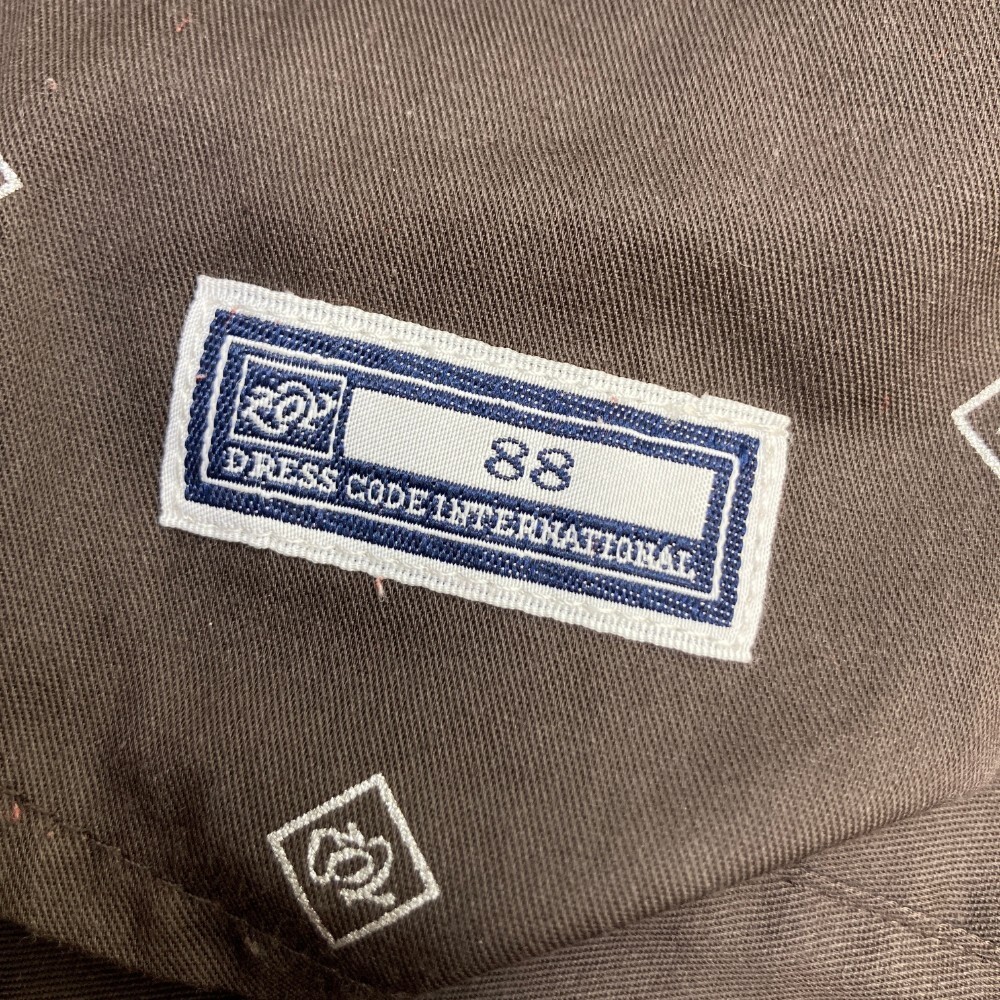 88
DRESS CODE INTERNATIONAL